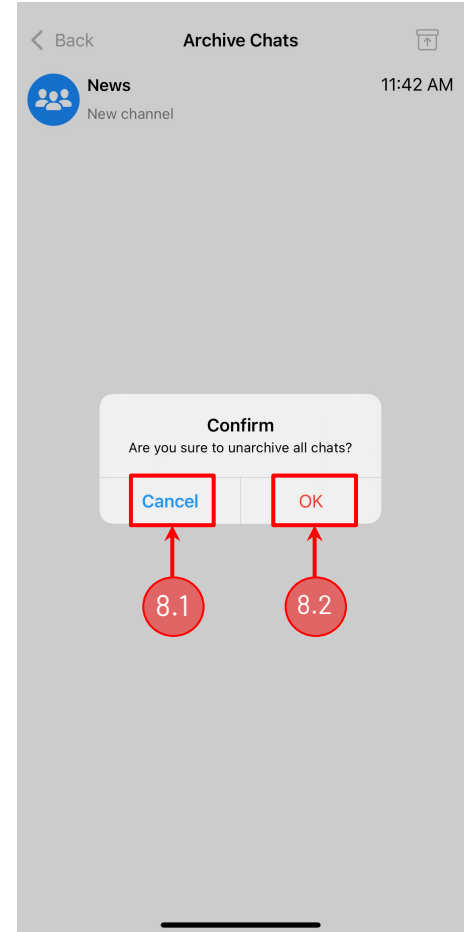 Back Archive Chats
News 11:42 AM
New channel
Confirm
Are you sure to unarchive all chats?
Cancel OK
8.1 8.2